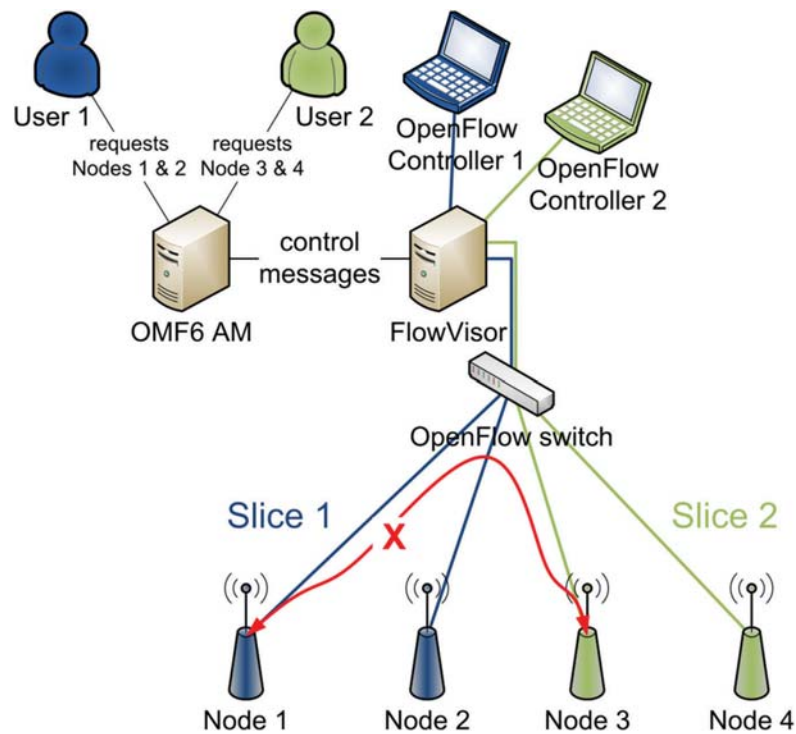 User 1
User 2
requests
Nodes 1 & 2
requests
Node 3 & 4
OpenFlow
Controller 1
OpenFlow
Controller 2
control
messages
OMF6 AM
FlowVisor
OpenFlow switch
Slice 1
Slice 2
X
Node 1
Node 2
Node 3
Node 4